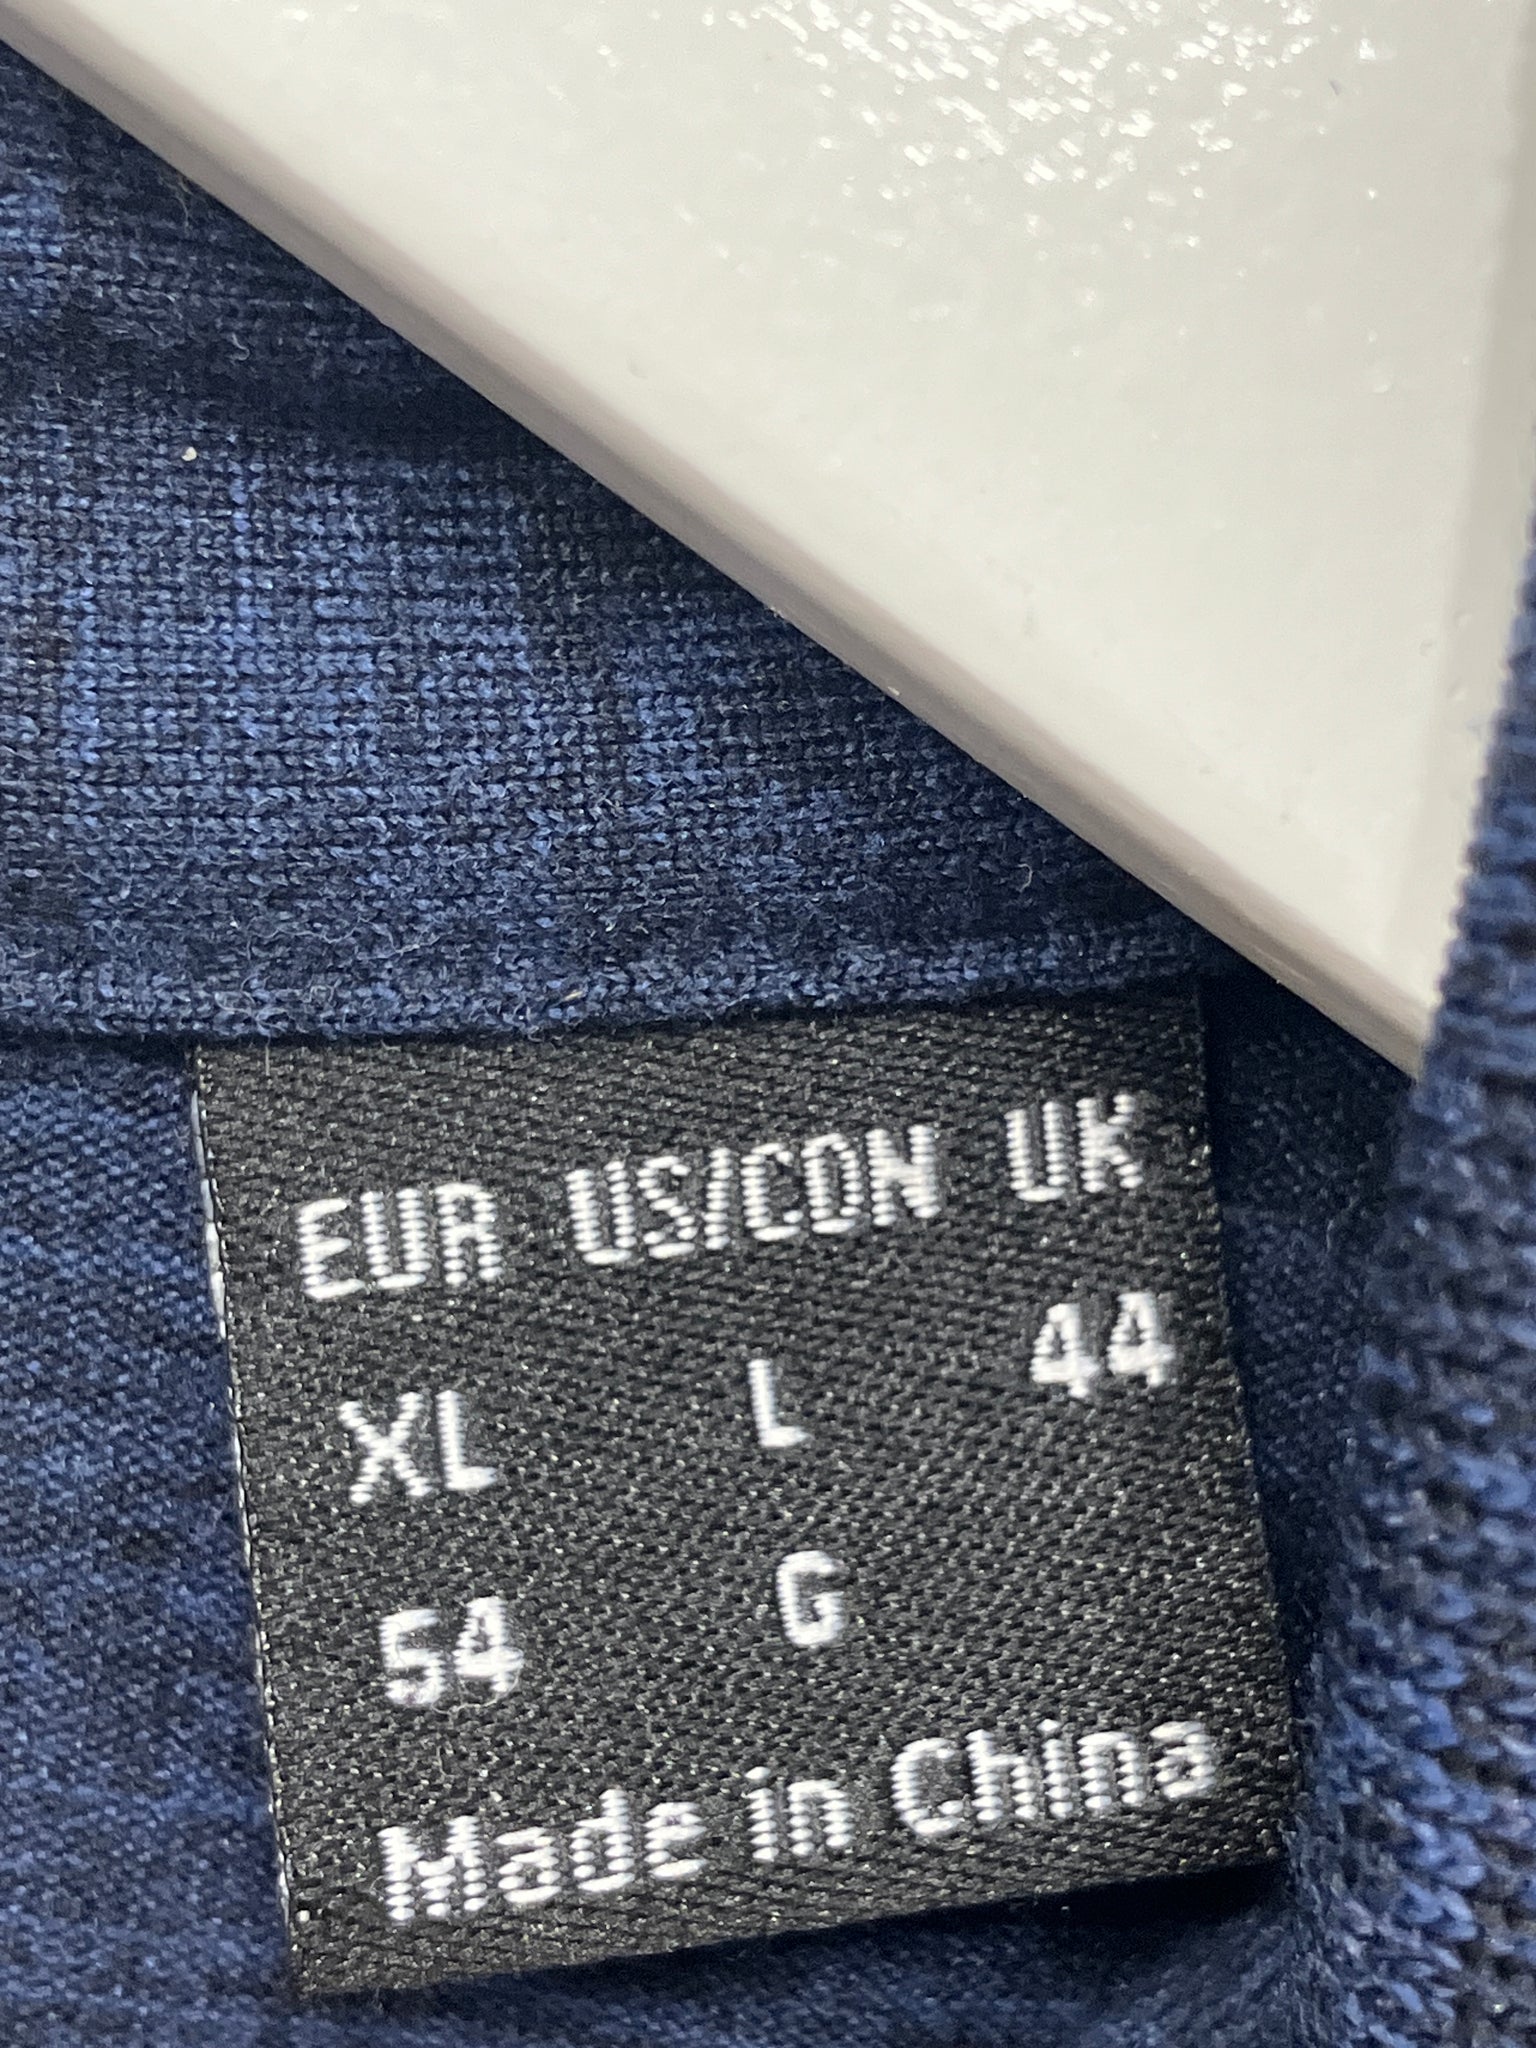 EUR US/CDN UK
XL L 44
54 G
Made in China